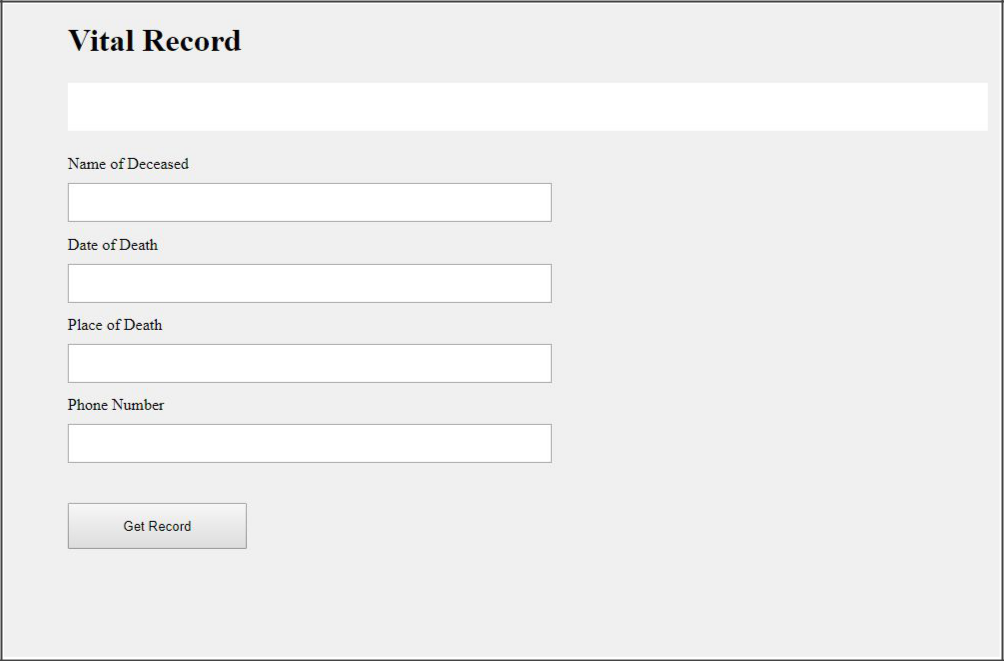 Vital Record
Name of Deceased
Date of Death
Place of Death
Phone Number
Get Record